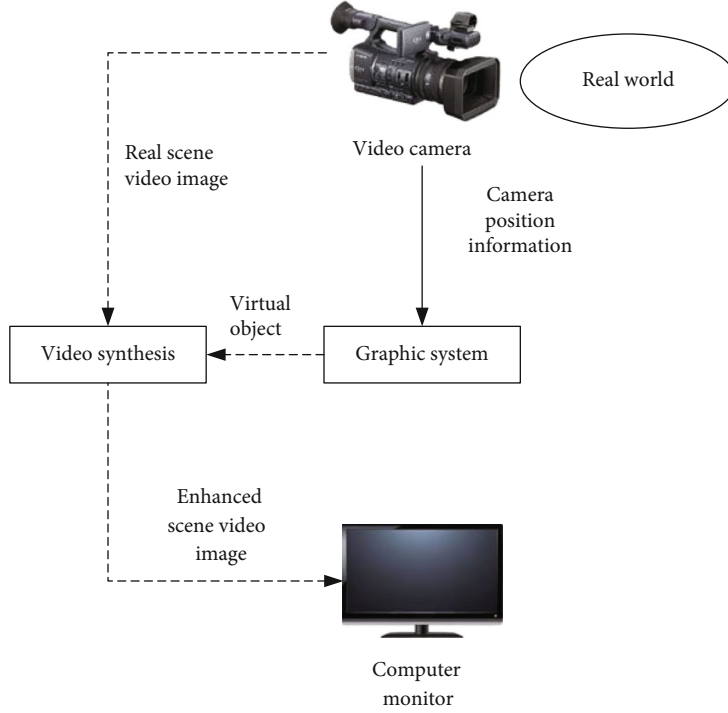 Real world
Video camera
Real scene
video image
Camera
position
information
Virtual
object
Video synthesis
Graphic system
Enhanced
scene video
image
Computer
monitor